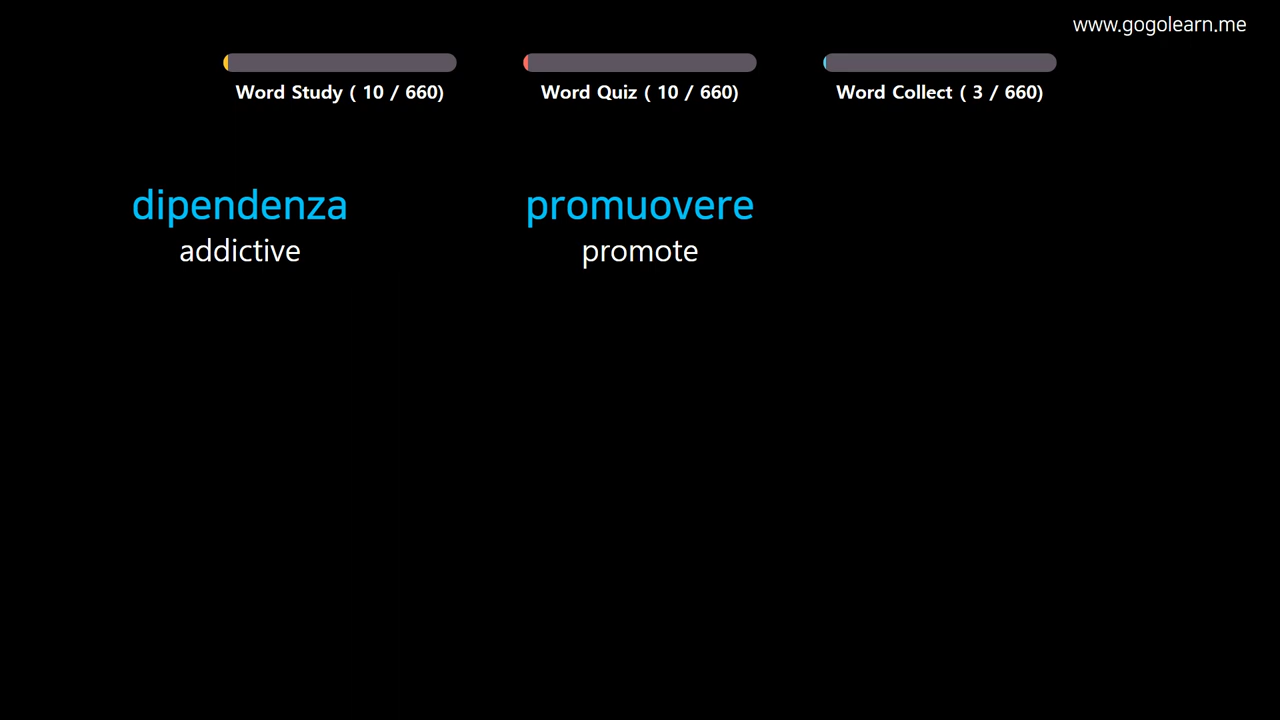 www.gogolearn.me
Word Study ( 10 / 660)
Word Quiz ( 10 / 660)
Word Collect ( 3 / 660)
dipendenza
addictive
promuovere
promote